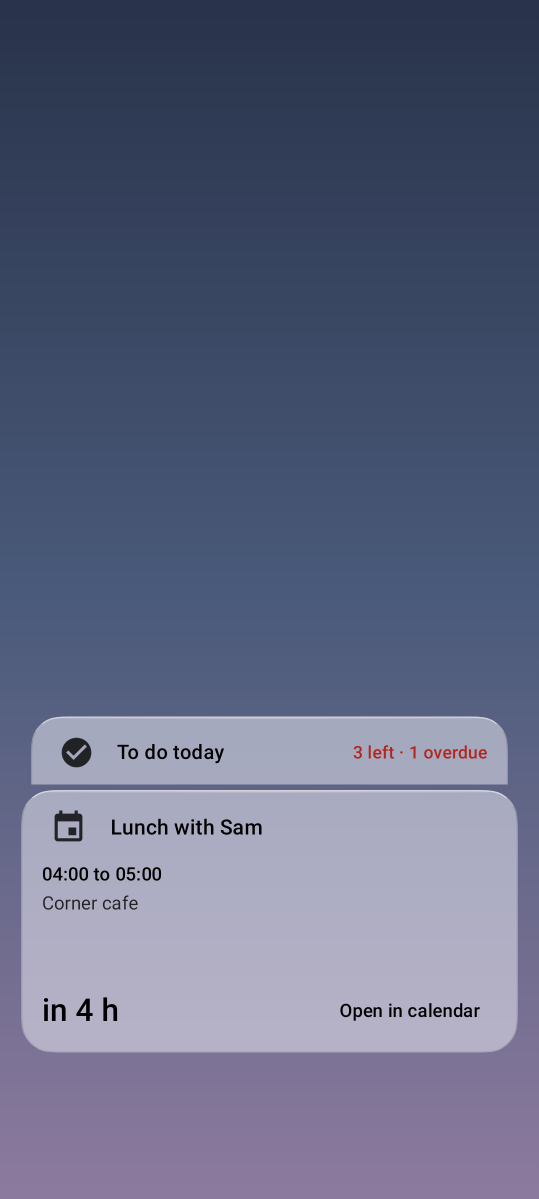 To do today 3 left · 1 overdue
Lunch with Sam
04:00 to 05:00
Corner cafe
in 4 h Open in calendar